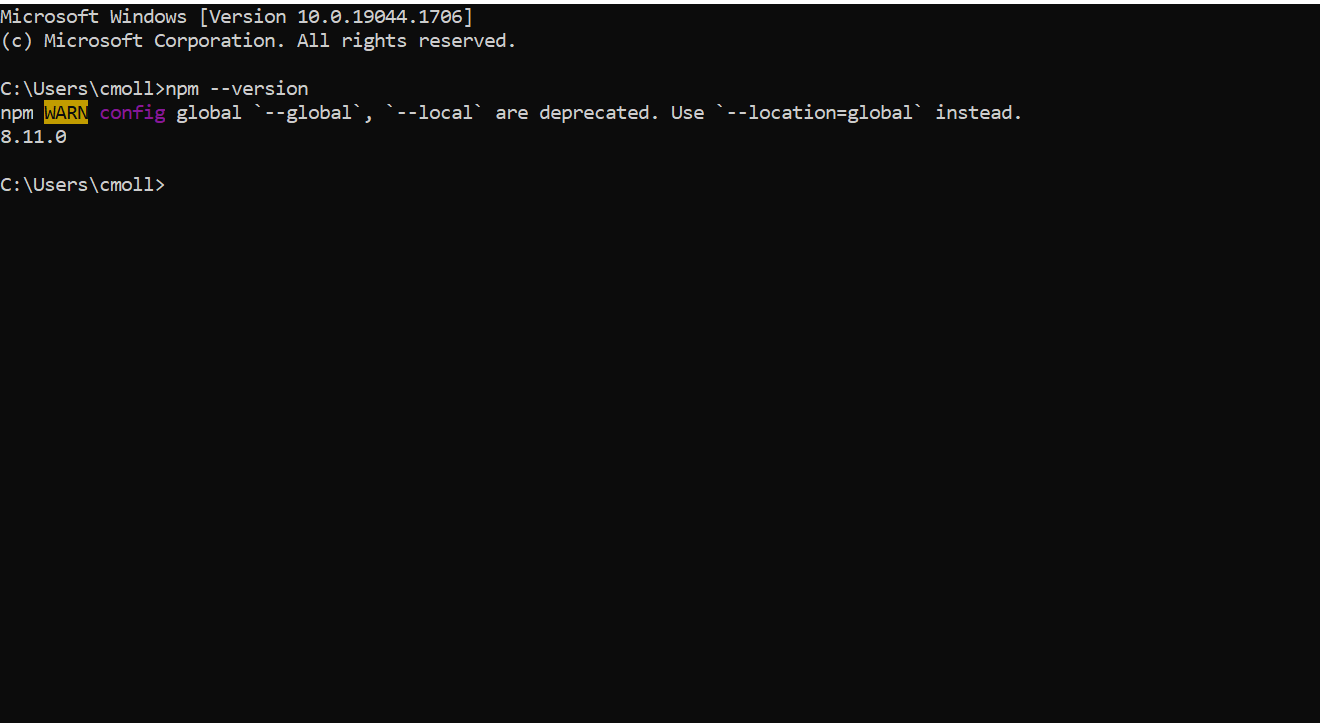 Microsoft Windows [Version 10.0.19044.1706]
(c) Microsoft Corporation. All rights reserved.
C:\Users\cmoll>npm --version
npm WARN config global `--global`, `--local` are deprecated. Use `--location=global` instead.
8.11.0
C:\Users\cmoll>